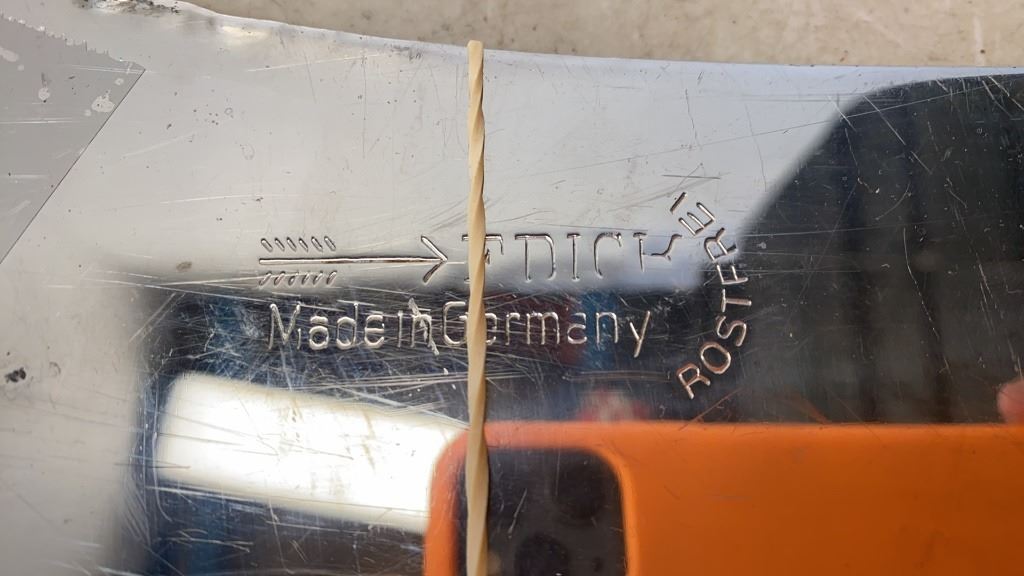 F DICK
Made in Germany
ROSTFREI